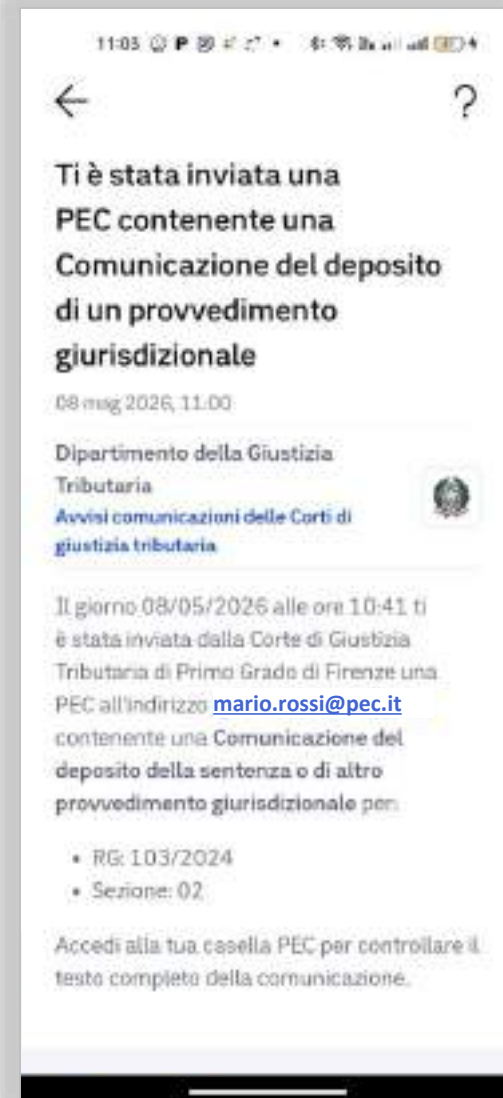 11:03
?
Ti è stata inviata una
PEC contenente una
Comunicazione del deposito
di un provvedimento
giurisdizionale
08 mag 2026, 11:00
Dipartimento della Giustizia
Tributaria
Avvisi comunicazioni delle Corti di
giustizia tributaria
Il giorno 08/05/2026 alle ore 10:41 ti
è stata inviata dalla Corte di Giustizia
Tributaria di Primo Grado di Firenze una
PEC all'indirizzo mario.rossi@pec.it
contenente una Comunicazione del
deposito della sentenza o di altro
provvedimento giurisdizionale per:
• RG: 103/2024
• Sezione: 02
Accedi alla tua casella PEC per controllare il
testo completo della comunicazione.